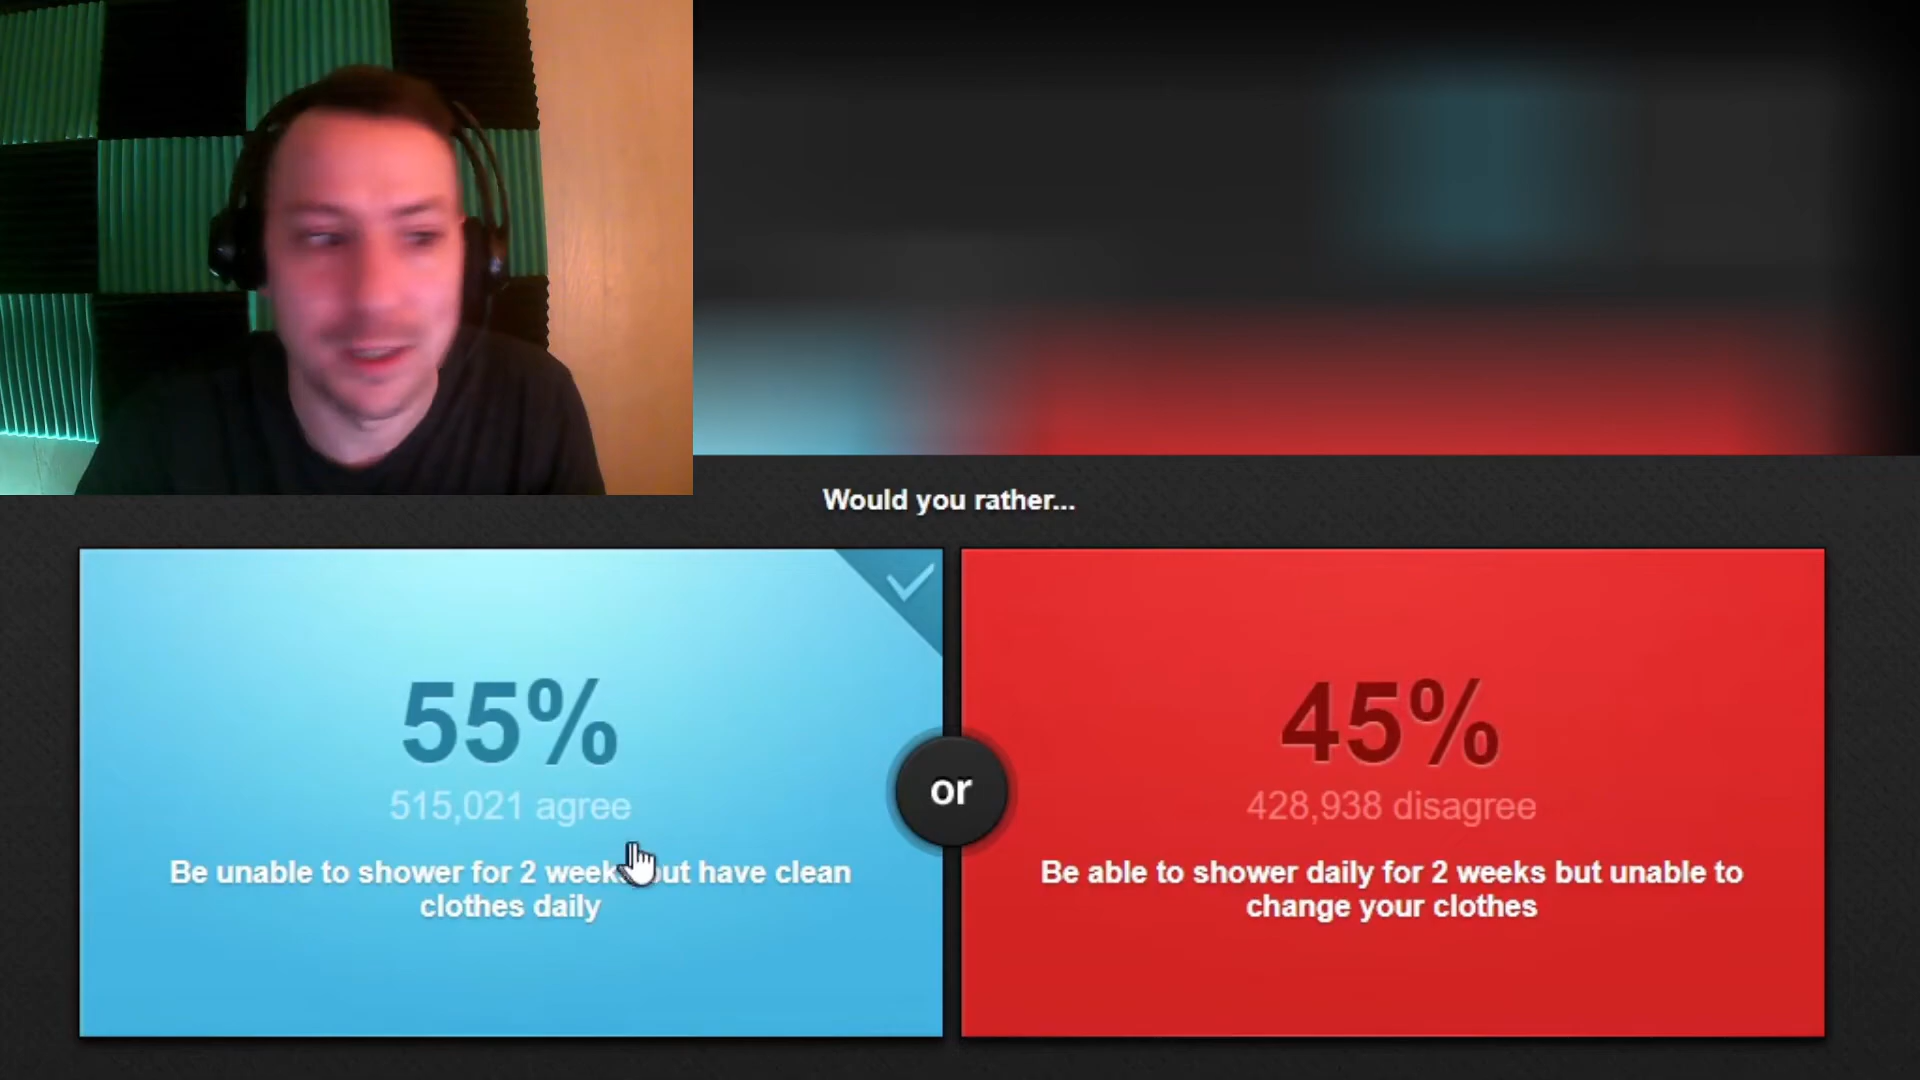 Would you rather...
55%
515,021 agree
Be unable to shower for 2 week but have clean
clothes daily
or
45%
428,938 disagree
Be able to shower daily for 2 weeks but unable to
change your clothes